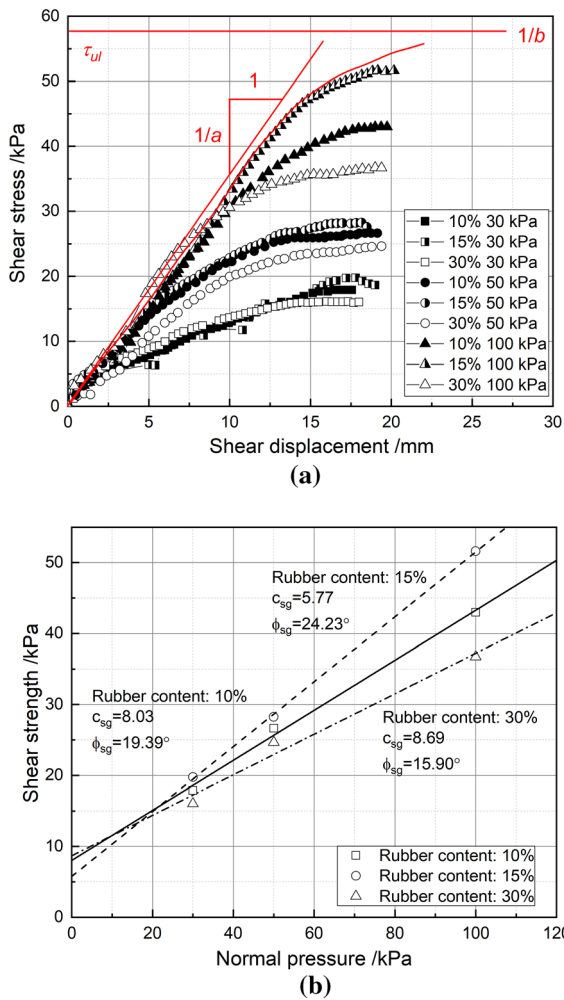 (a)
60
50
40
30
20
10
0
Shear stress /kPa
τul
1/b
1
1/a
10% 30 kPa
15% 30 kPa
30% 30 kPa
10% 50 kPa
15% 50 kPa
30% 50 kPa
10% 100 kPa
15% 100 kPa
30% 100 kPa
0 5 10 15 20 25 30
Shear displacement /mm
(a)
50
40
30
20
10
0
Shear strength /kPa
Rubber content: 15%
csg=5.77
ϕsg=24.23°
Rubber content: 10%
csg=8.03
ϕsg=19.39°
Rubber content: 30%
csg=8.69
ϕsg=15.90°
Rubber content: 10%
Rubber content: 15%
Rubber content: 30%
0 20 40 60 80 100 120
Normal pressure /kPa
(b)